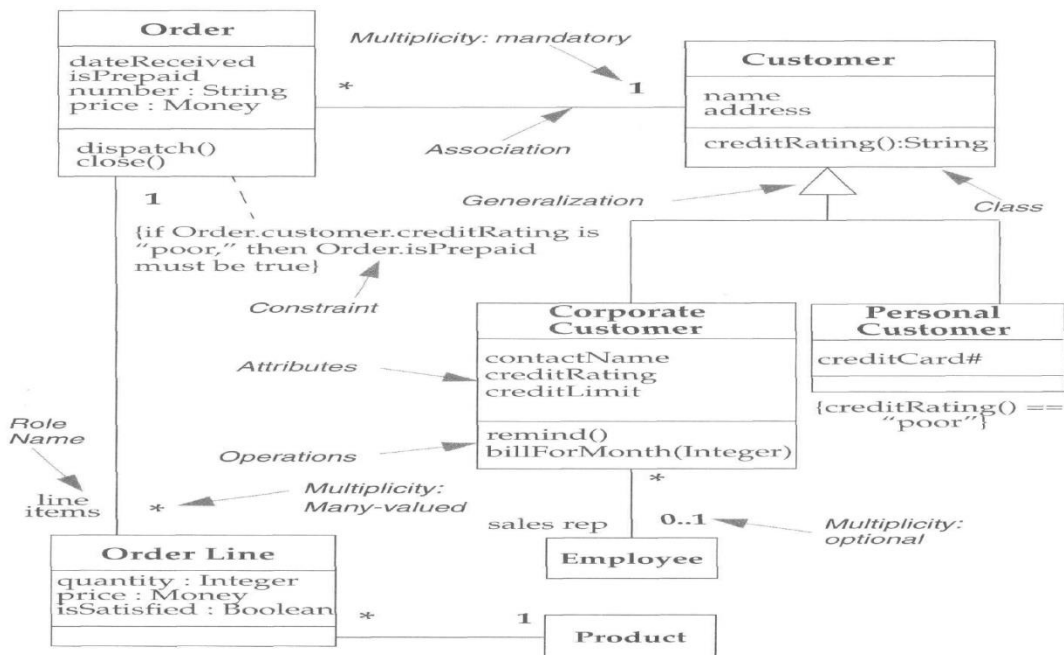 Order
dateReceived
isPrepaid
number : String
price : Money
dispatch()
close()
Multiplicity: mandatory
*
1
Association
Customer
name
address
creditRating():String
Generalization
Class
1
{if Order.customer.creditRating is
“poor,” then Order.isPrepaid
must be true}
Constraint
Corporate
Customer
contactName
creditRating
creditLimit
remind()
billForMonth(Integer)
Personal
Customer
creditCard#
{creditRating() ==
“poor”}
Attributes
Operations
Role
Name
line
items
*
Multiplicity:
Many-valued
*
sales rep
0..1
Multiplicity:
optional
Employee
Order Line
quantity : Integer
price : Money
isSatisfied : Boolean
*
1
Product